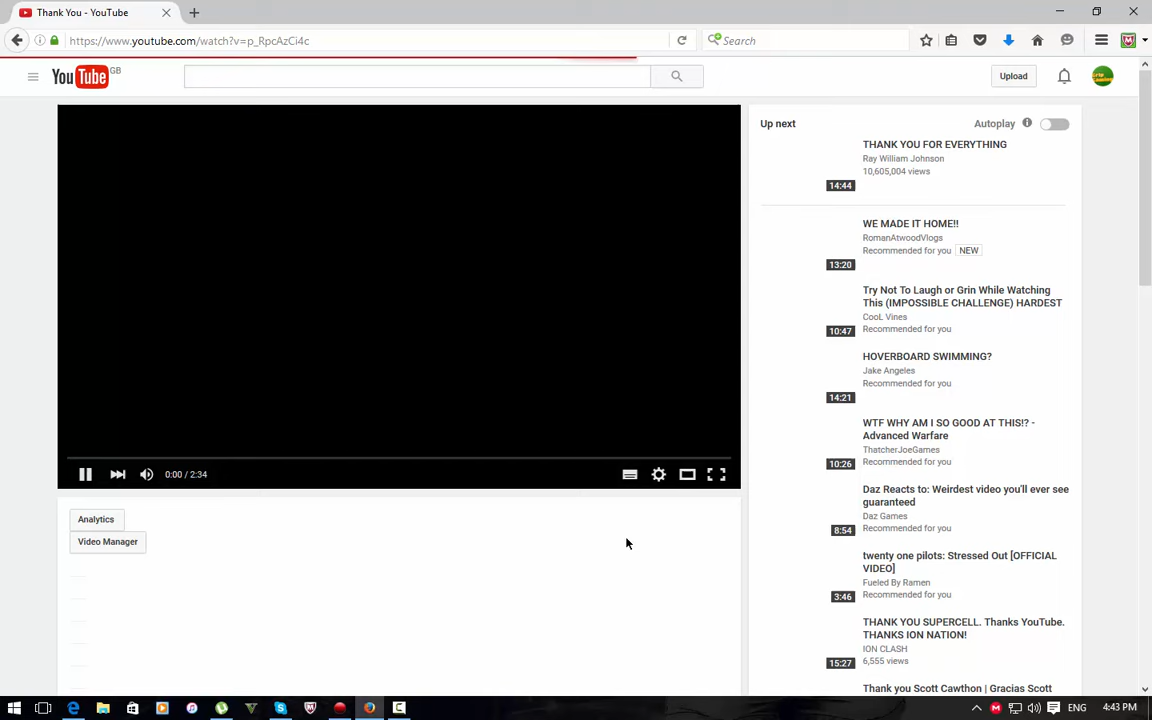 Thank You - YouTube
https://www.youtube.com/watch?v=p_RpcAzCi4c
Search
YouTube GB
Upload
Up next
Autoplay
THANK YOU FOR EVERYTHING
Ray William Johnson
10,605,004 views
14:44
WE MADE IT HOME!!
RomanAtwoodVlogs
Recommended for you NEW
13:20
Try Not To Laugh or Grin While Watching
This (IMPOSSIBLE CHALLENGE) HARDEST
CooL Vines
Recommended for you
10:47
HOVERBOARD SWIMMING?
Jake Angeles
Recommended for you
14:21
WTF WHY AM I SO GOOD AT THIS!? -
Advanced Warfare
ThatcherJoeGames
Recommended for you
10:26
Daz Reacts to: Weirdest video you'll ever see
guaranteed
Daz Games
Recommended for you
8:54
twenty one pilots: Stressed Out [OFFICIAL
VIDEO]
Fueled By Ramen
Recommended for you
3:46
THANK YOU SUPERCELL. Thanks YouTube.
THANKS ION NATION!
ION CLASH
6,555 views
15:27
Thank you Scott Cawthon | Gracias Scott
0:00 / 2:34
Analytics
Video Manager
ENG
4:43 PM